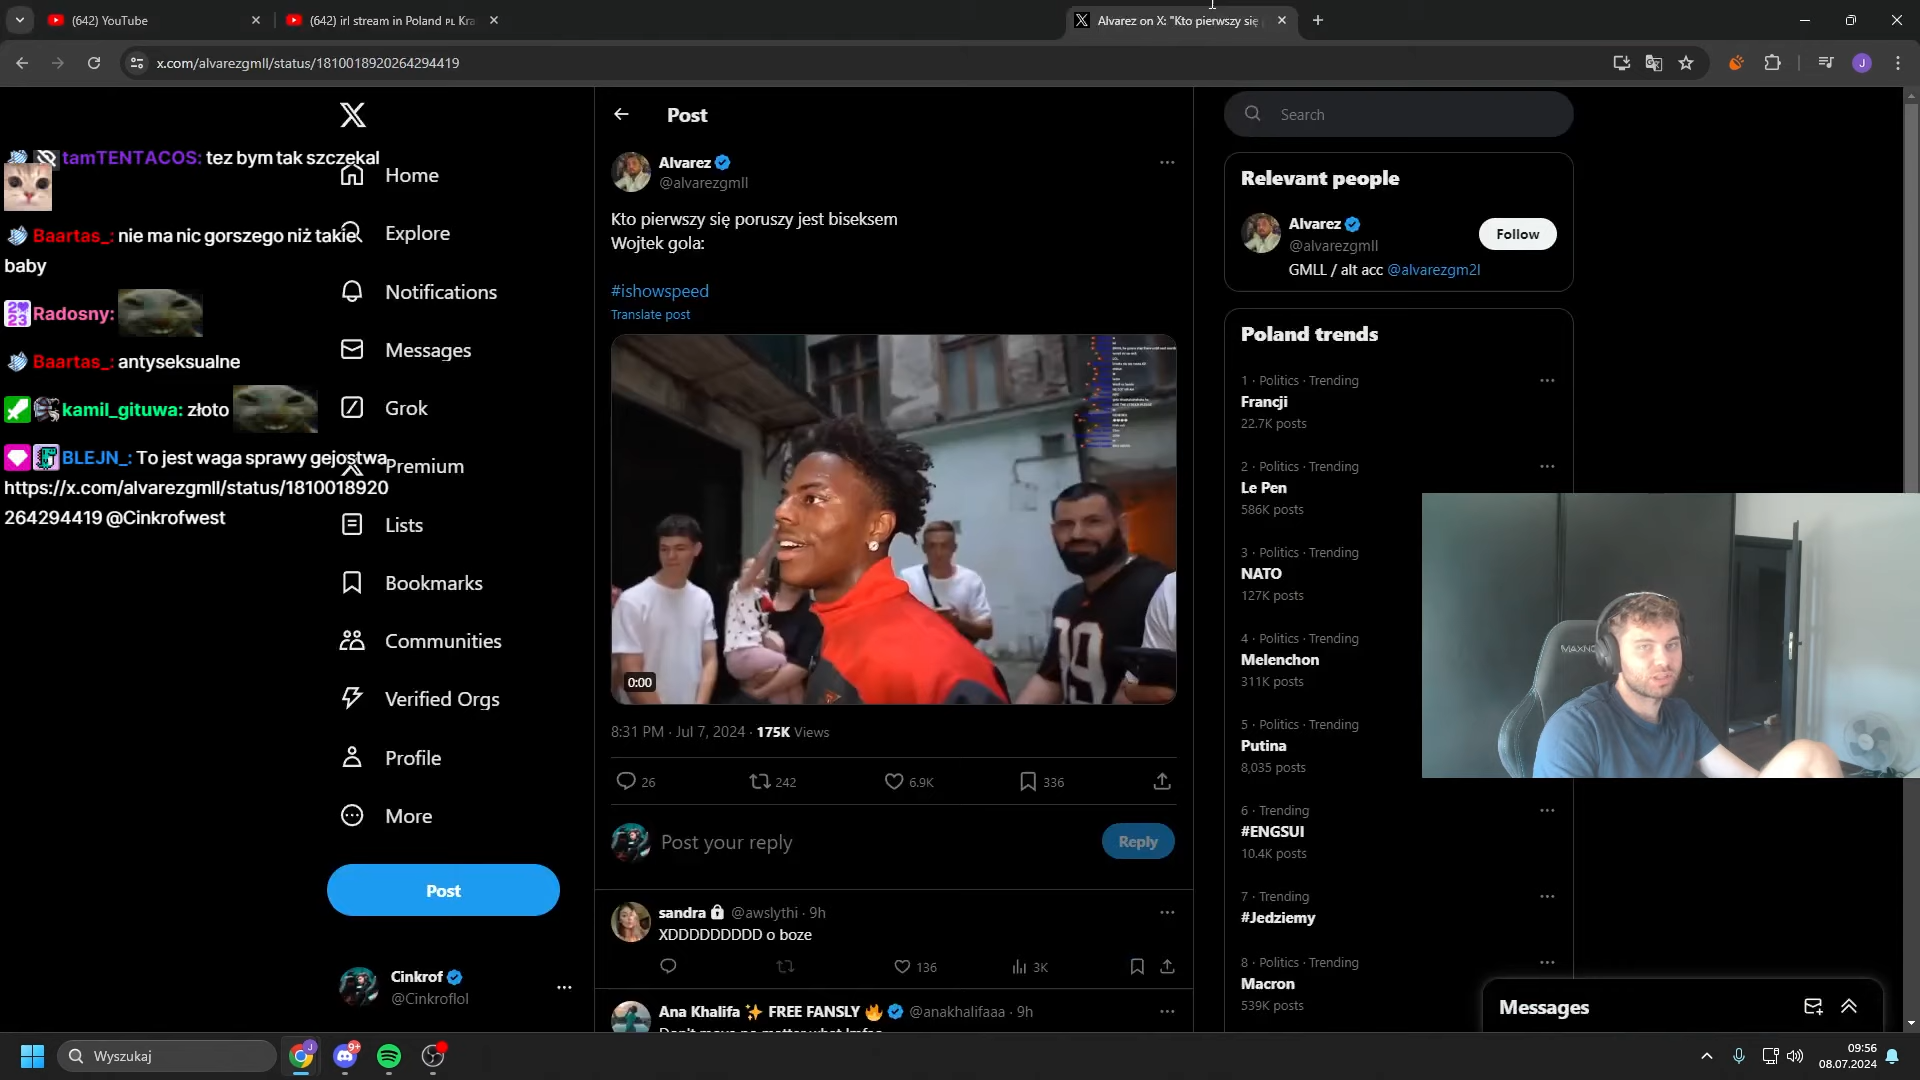 (642) YouTube
(642) irl stream in Poland PL Kra
Alvarez on X: "Kto pierwszy się
x.com/alvarezgmll/status/1810018920264294419
J
tamTENTACOS: tez bym tak szczekal
Baartas_: nie ma nic gorszego niż takie
baby
Radosny:
Baartas_: antyseksualne
kamil_gituwa: złoto
BLEJN_: To jest waga sprawy gejostwa
https://x.com/alvarezgmll/status/1810018920
264294419 @Cinkrofwest
Home
Explore
Notifications
Messages
Grok
Premium
Lists
Bookmarks
Communities
Verified Orgs
Profile
More
Post
Cinkrof
@Cinkroflol
Post
Alvarez
@alvarezgmll
Kto pierwszy się poruszy jest biseksem
Wojtek gola:
#ishowspeed
Translate post
0:00
8:31 PM · Jul 7, 2024 · 175K Views
26
242
6.9K
336
Post your reply
Reply
sandra @awslythi · 9h
XDDDDDDDDD o boze
136
3K
Ana Khalifa ✨ FREE FANSLY 🔥 @anakhalifaaa · 9h
Search
Relevant people
Alvarez
@alvarezgmll
Follow
GMLL / alt acc @alvarezgm2l
Poland trends
1 · Politics · Trending
Francji
22.7K posts
2 · Politics · Trending
Le Pen
586K posts
3 · Politics · Trending
NATO
127K posts
4 · Politics · Trending
Melenchon
311K posts
5 · Politics · Trending
Putina
8,035 posts
6 · Trending
#ENGSUI
10.4K posts
7 · Trending
#Jedziemy
8 · Politics · Trending
Macron
539K posts
Messages
Wyszukaj
9+
09:56
08.07.2024